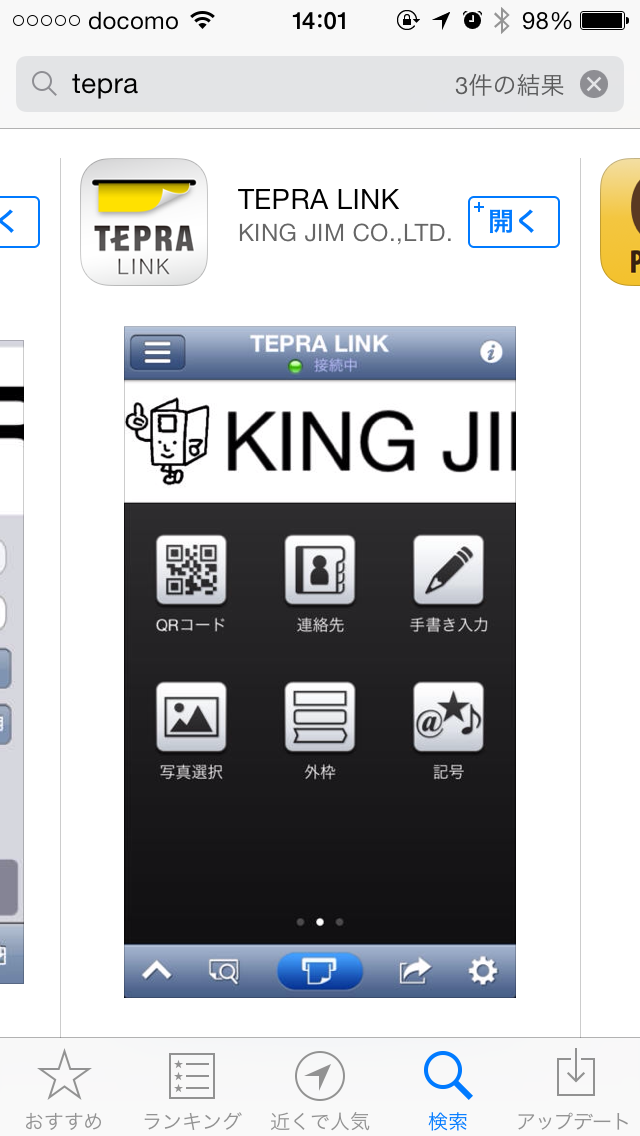 docomo 14:01 98%
tepra 3件の結果
TEPRA LINK
KING JIM CO.,LTD.
+開く
く
TEPRA
LINK
P
TEPRA LINK
接続中
KING JI
QRコード 連絡先 手書き入力
写真選択 外枠 記号
おすすめ ランキング 近くで人気 検索 アップデート